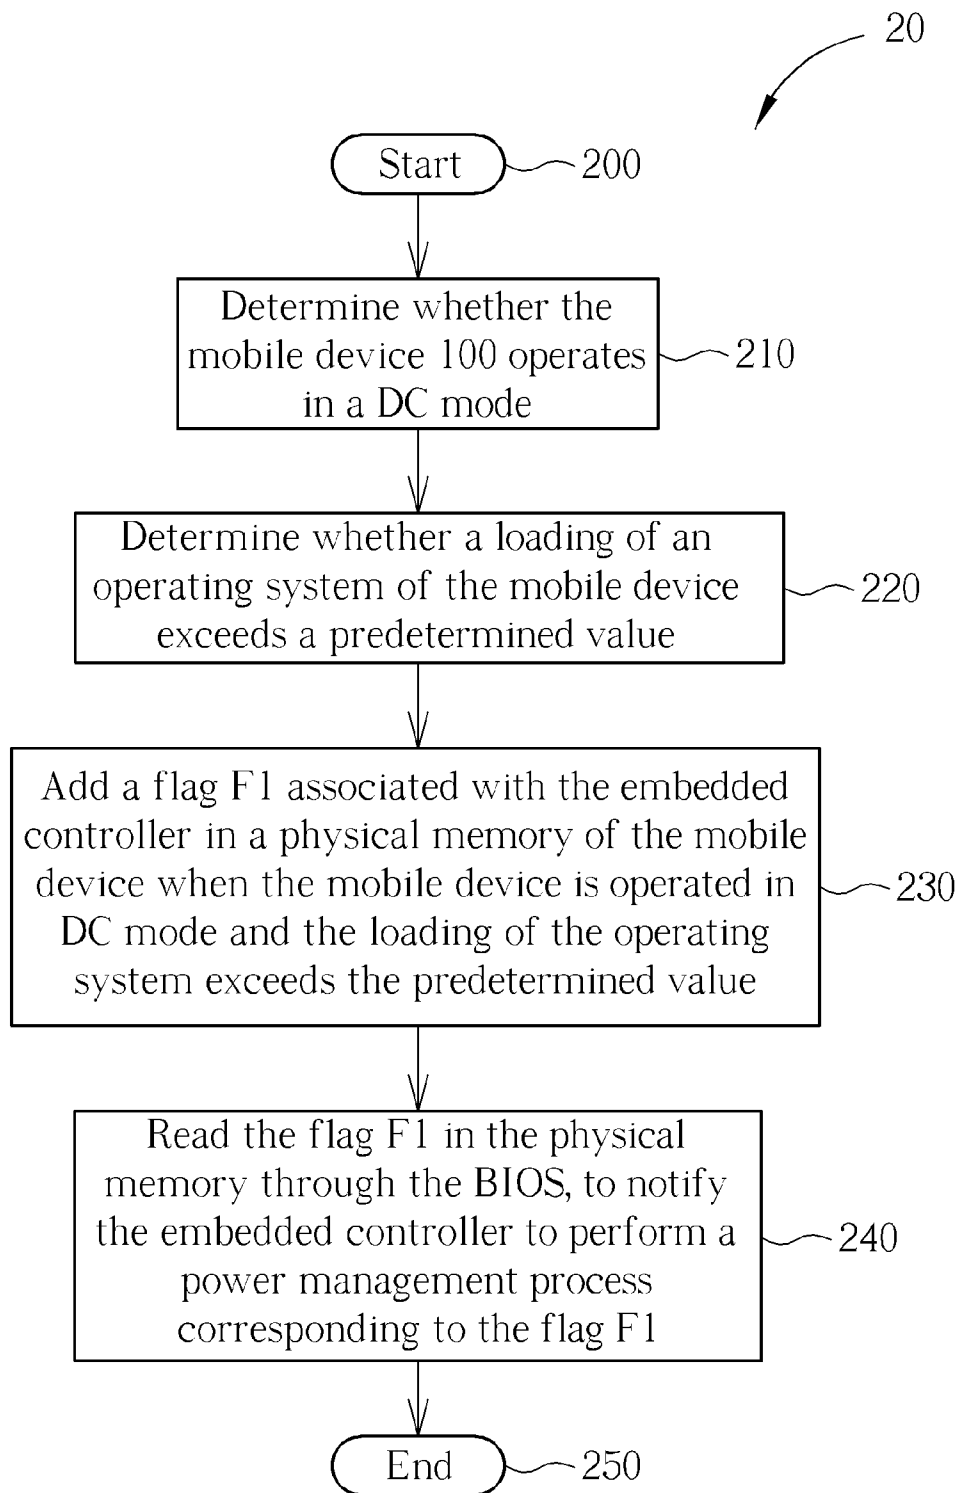 20
Start
200
Determine whether the
mobile device 100 operates
in a DC mode
210
Determine whether a loading of an
operating system of the mobile device
exceeds a predetermined value
220
Add a flag F1 associated with the embedded
controller in a physical memory of the mobile
device when the mobile device is operated in
DC mode and the loading of the operating
system exceeds the predetermined value
230
Read the flag F1 in the physical
memory through the BIOS, to notify
the embedded controller to perform a
power management process
corresponding to the flag F1
240
End
250